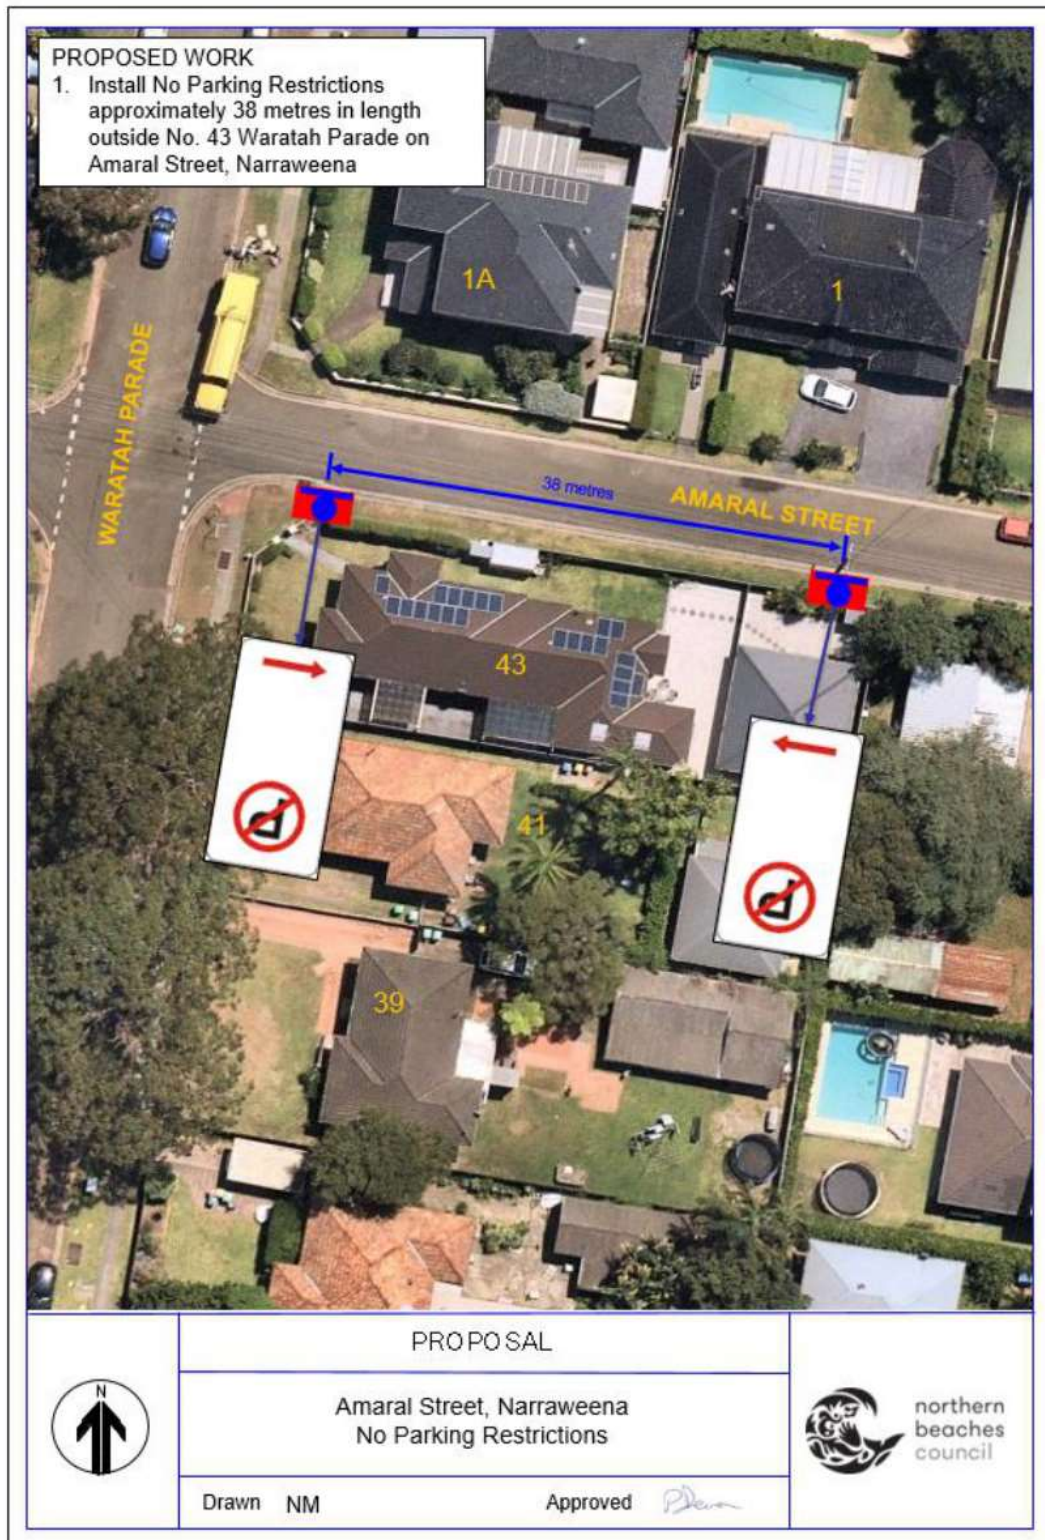 PROPOSED WORK
1. Install No Parking Restrictions
approximately 38 metres in length
outside No. 43 Waratah Parade on
Amaral Street, Narraweena
1A
1
WARATAH PARADE
38 metres
AMARAL STREET
43
P
P
41
39
PROPOSAL
N
Amaral Street, Narraweena
No Parking Restrictions
northern
beaches
council
Drawn NM
Approved